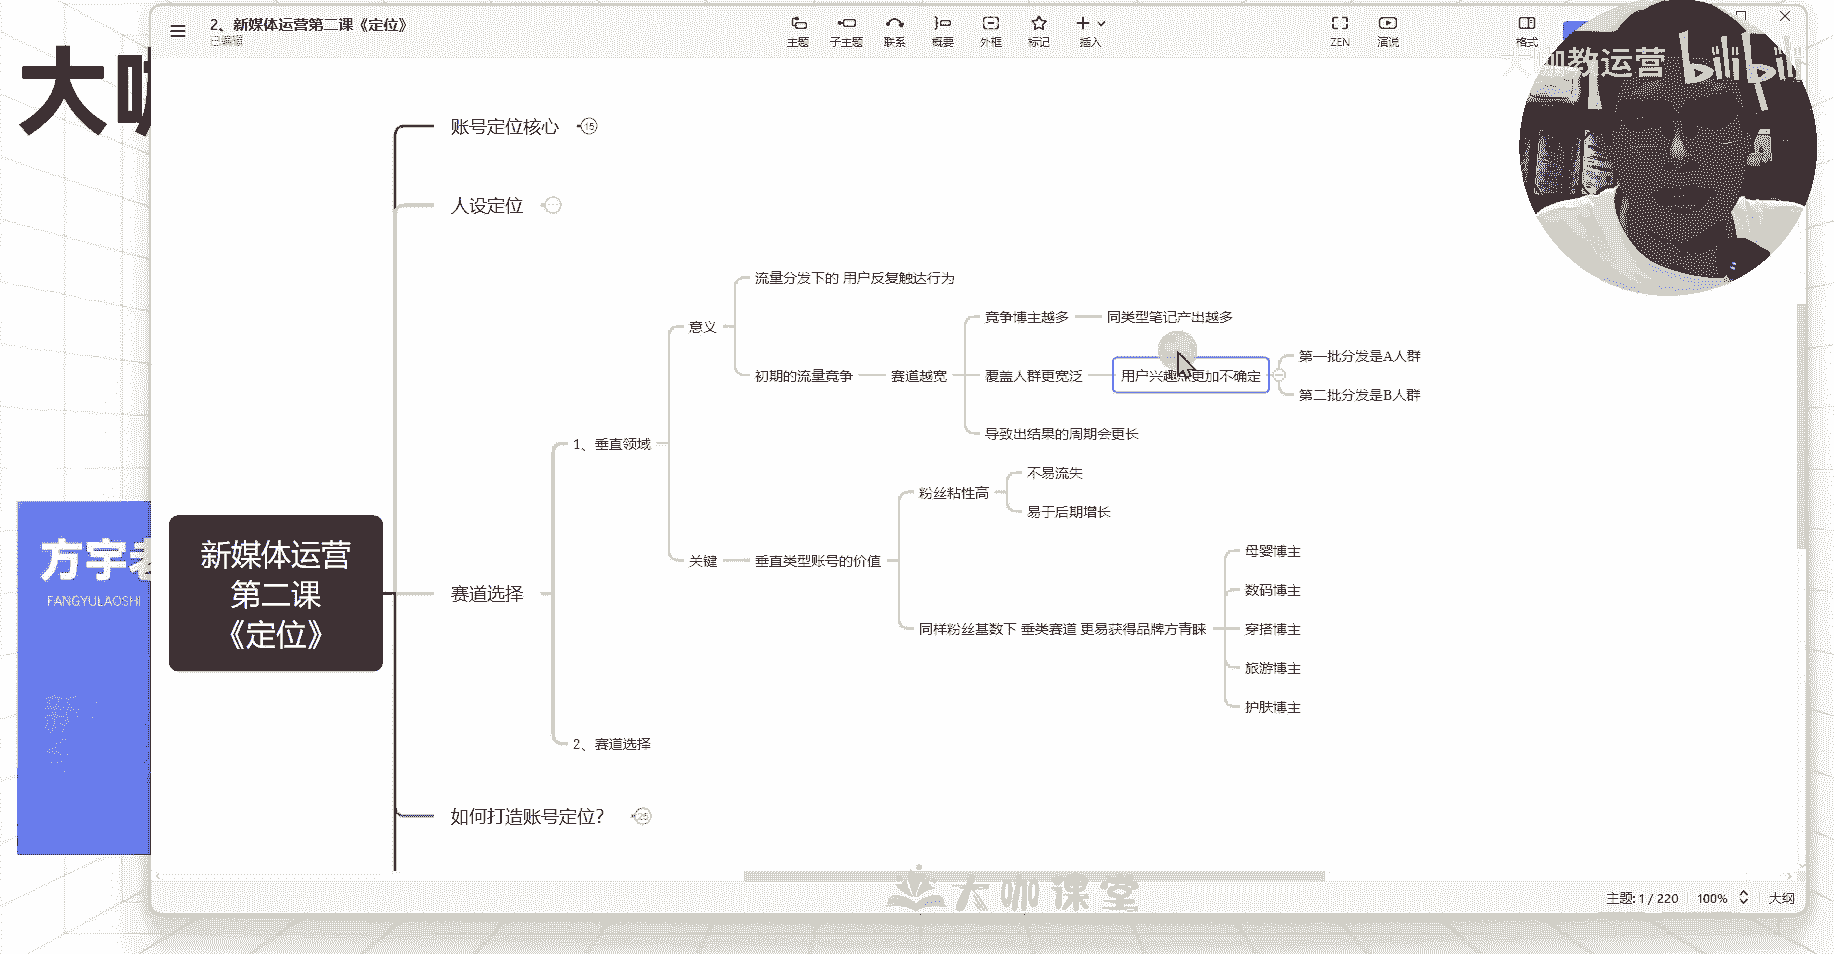 2、新媒体运营第二课《定位》
已编辑
主题
子主题
联系
概要
外框
标记
插入
ZEN
演说
格式
大咖教运营 bilibili
大咖
账号定位核心
15
人设定位
流量分发下的 用户反复触达行为
意义
竞争博主越多
同类型笔记产出越多
初期的流量竞争
赛道越宽
覆盖人群更宽泛
用户兴趣点更加不确定
第一批分发是A人群
第二批分发是B人群
导致出结果的周期会更长
1、垂直领域
不易流失
粉丝粘性高
易于后期增长
关键
垂直类型账号的价值
母婴博主
数码博主
同样粉丝基数下 垂类赛道 更易获得品牌方青睐
穿搭博主
旅游博主
护肤博主
新媒体运营
第二课
《定位》
赛道选择
2、赛道选择
如何打造账号定位？
方宇老
FANGYULAOSHI
大咖课堂
主题: 1 / 220
100%
大纲